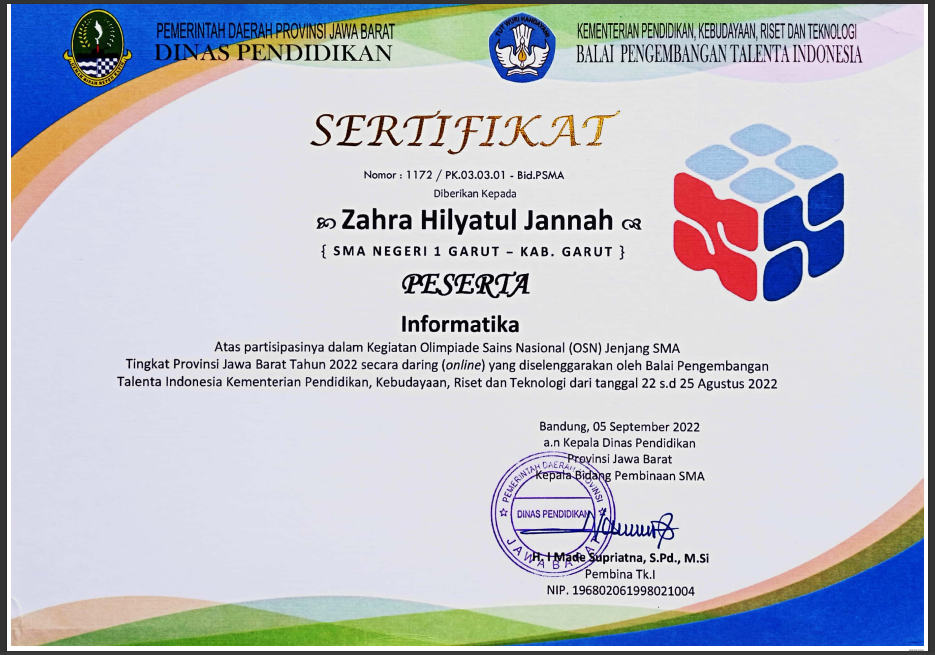 PEMERINTAH DAERAH PROVINSI JAWA BARAT
DINAS PENDIDIKAN
TUT WURI HANDAYANI
KEMENTERIAN PENDIDIKAN, KEBUDAYAAN, RISET DAN TEKNOLOGI
BALAI PENGEMBANGAN TALENTA INDONESIA
SERTIFIKAT
Nomor : 1172 / PK.03.03.01 - Bid.PSMA
Diberikan Kepada
Zahra Hilyatul Jannah
{ SMA NEGERI 1 GARUT – KAB. GARUT }
PESERTA
Informatika
Atas partisipasinya dalam Kegiatan Olimpiade Sains Nasional (OSN) Jenjang SMA
Tingkat Provinsi Jawa Barat Tahun 2022 secara daring (online) yang diselenggarakan oleh Balai Pengembangan
Talenta Indonesia Kementerian Pendidikan, Kebudayaan, Riset dan Teknologi dari tanggal 22 s.d 25 Agustus 2022
Bandung, 05 September 2022
a.n Kepala Dinas Pendidikan
Provinsi Jawa Barat
Kepala Bidang Pembinaan SMA
PEMERINTAH DAERAH PROVINSI
DINAS PENDIDIKAN
JAWA BARAT
H. I Made Supriatna, S.Pd., M.Si
Pembina Tk.I
NIP. 196802061998021004